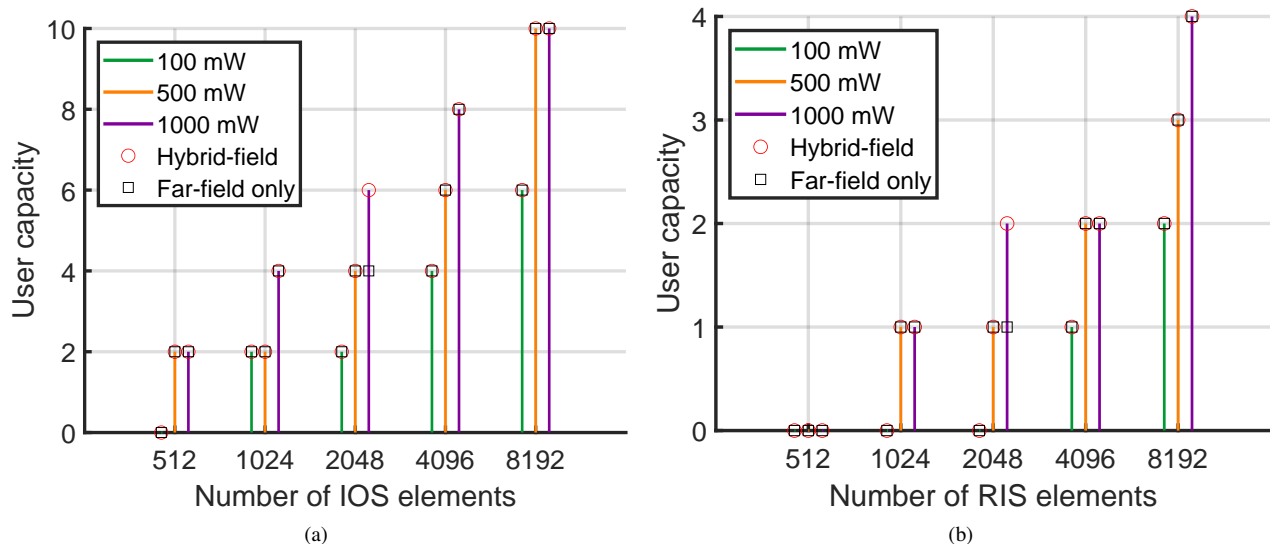 10
8
6
4
2
0
User capacity
100 mW
500 mW
1000 mW
Hybrid-field
Far-field only
512 1024 2048 4096 8192
Number of IOS elements
(a)
4
3
2
1
0
User capacity
100 mW
500 mW
1000 mW
Hybrid-field
Far-field only
512 1024 2048 4096 8192
Number of RIS elements
(b)